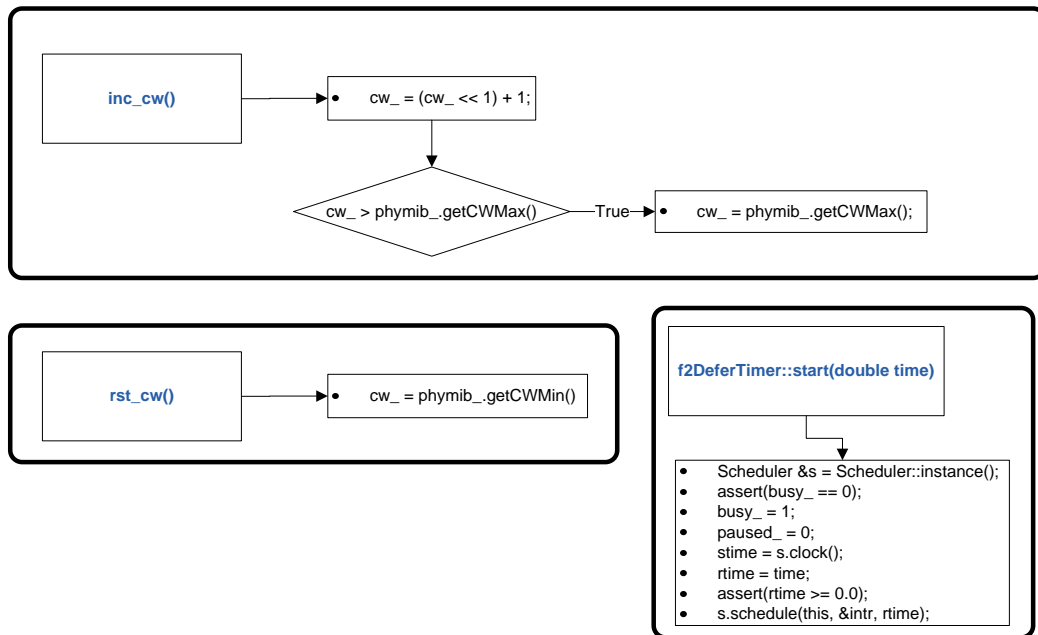 inc_cw()
• cw_ = (cw_ << 1) + 1;
cw_ > phymib_.getCWMax()
True
• cw_ = phymib_.getCWMax();
rst_cw()
• cw_ = phymib_.getCWMin()
f2DeferTimer::start(double time)
• Scheduler &s = Scheduler::instance();
• assert(busy_ == 0);
• busy_ = 1;
• paused_ = 0;
• stime = s.clock();
• rtime = time;
• assert(rtime >= 0.0);
• s.schedule(this, &intr, rtime);